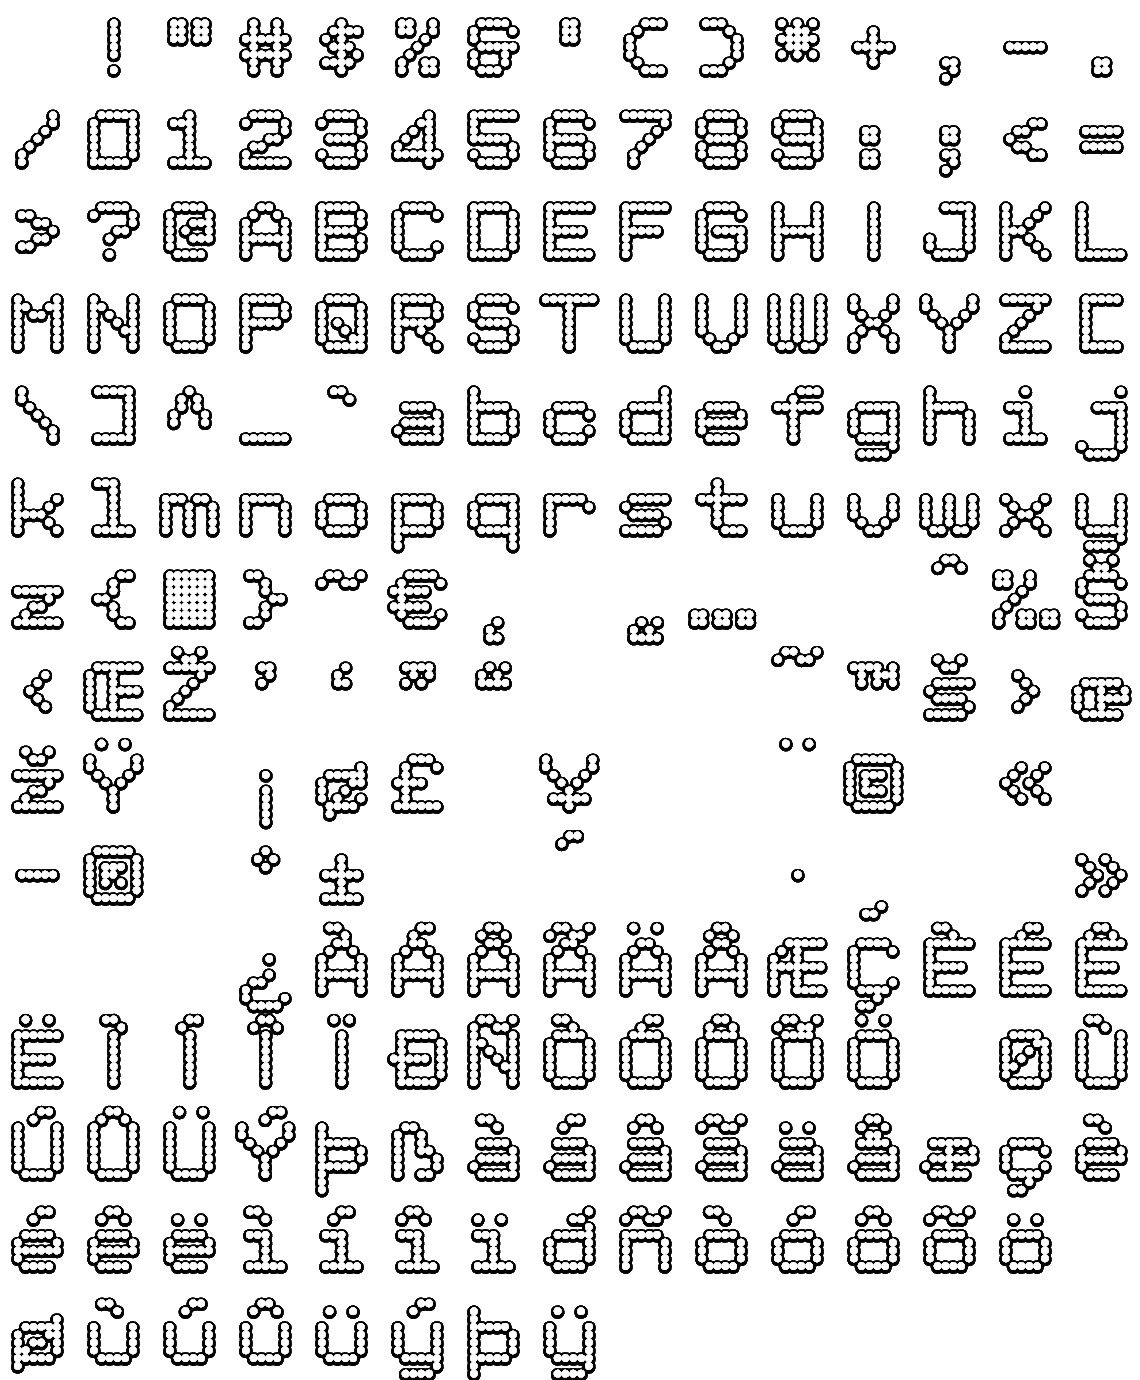 ! " # $ % & ' ( ) * + , - .
/ 0 1 2 3 4 5 6 7 8 9 : ; < =
> ? @ A B C D E F G H I J K L
M N O P Q R S T U V W X Y Z [
\ ] ^ _ ` a b c d e f g h i j
k l m n o p q r s t u v w x y
z { } ~ € ‚ „ … ˆ ‰ Š
‹ Œ Ž ’ ‘ ” “ ˜ ™ š › œ
ž Ÿ ¡ ¢ £ ¥ ¨ © «
- ® ° ± ´ · »
¿ À Á Â Ã Ä Å Æ Ç È É Ê
Ë Ì Í Î Ï Ð Ñ Ò Ó Ô Õ Ö Ø Ù
Ú Û Ü Ý Þ ß à á â ã ä å æ ç è
é ê ë ì í î ï ð ñ ò ó ô õ ö
ø ù ú û ü ý þ ÿ